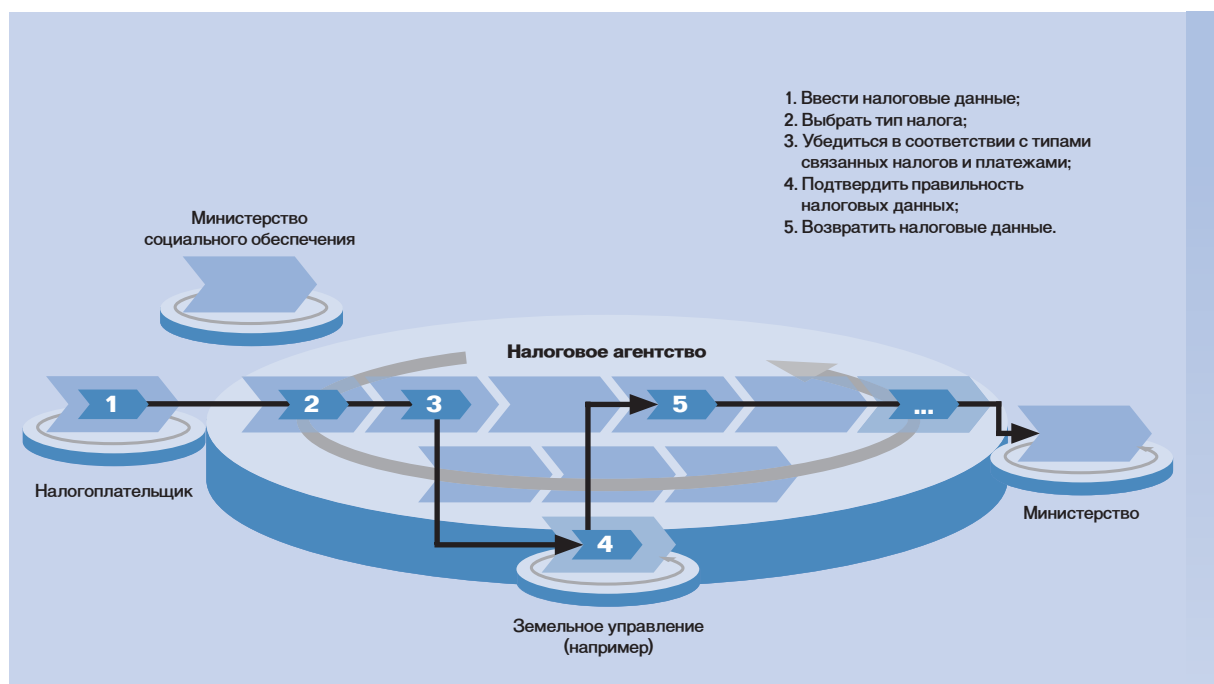 1. Ввести налоговые данные;
2. Выбрать тип налога;
3. Убедиться в соответствии с типами
связанных налогов и платежами;
4. Подтвердить правильность
налоговых данных;
5. Возвратить налоговые данные.
Министерство
социального обеспечения
Налоговое агентство
1
2
3
5
...
Налогоплательщик
Министерство
4
Земельное управление
(например)